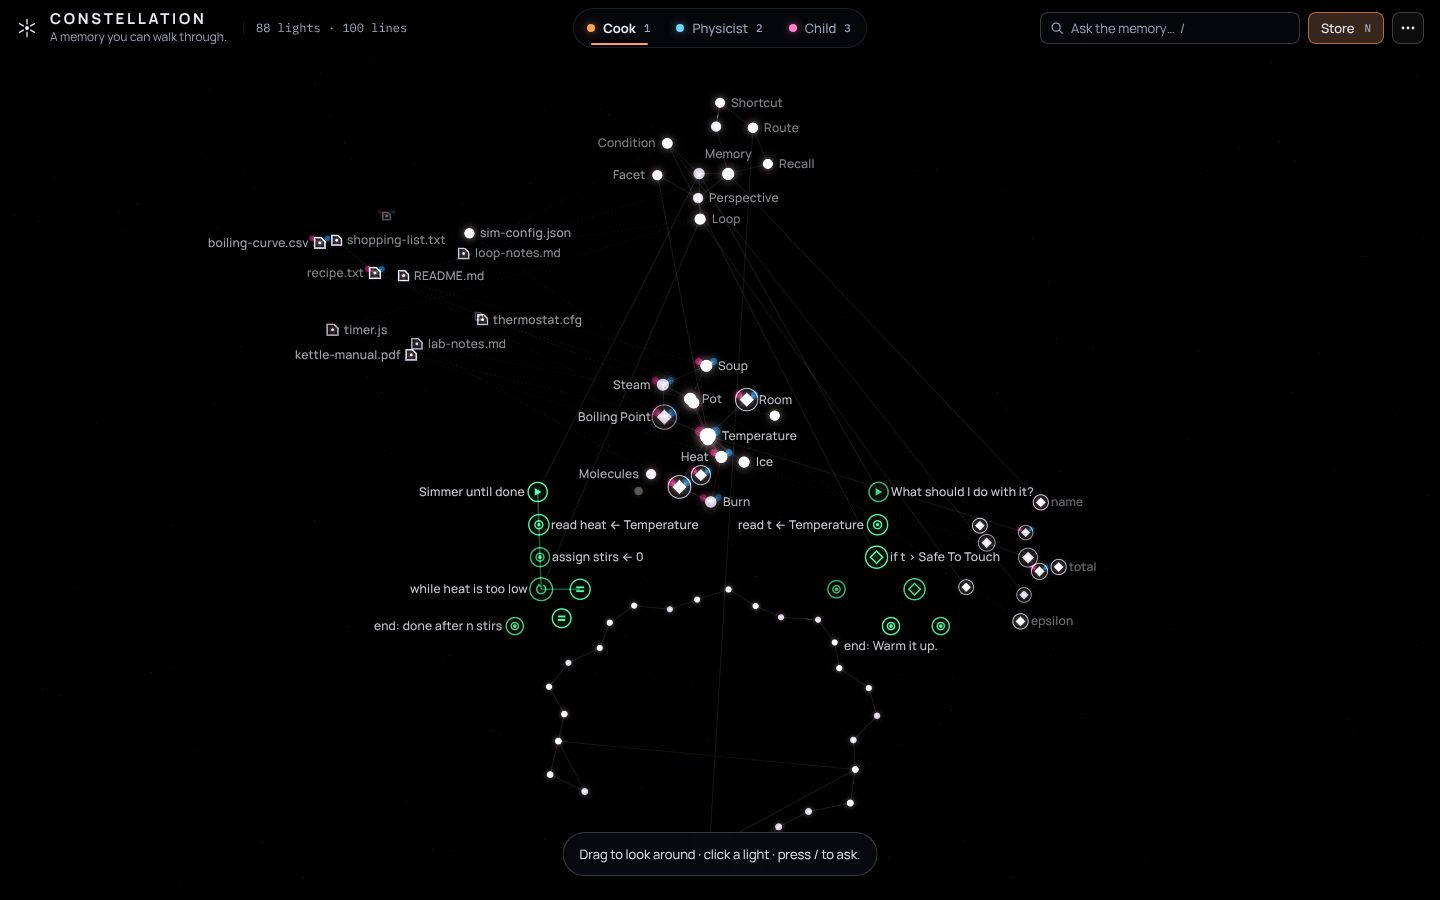 CONSTELLATION
A memory you can walk through.
88 lights · 100 lines
Cook 1
Physicist 2
Child 3
Ask the memory... /
Store N
Shortcut
Route
Condition
Memory
Recall
Facet
Perspective
Loop
boiling-curve.csv
shopping-list.txt
sim-config.json
loop-notes.md
recipe.txt
README.md
thermostat.cfg
timer.js
lab-notes.md
kettle-manual.pdf
Soup
Steam
Pot
Room
Boiling Point
Temperature
Heat
Ice
Molecules
Burn
Simmer until done
What should I do with it?
name
read heat ← Temperature
read t ← Temperature
assign stirs ← 0
if t > Safe To Touch
total
while heat is too low
end: done after n stirs
epsilon
end: Warm it up.
Drag to look around · click a light · press / to ask.